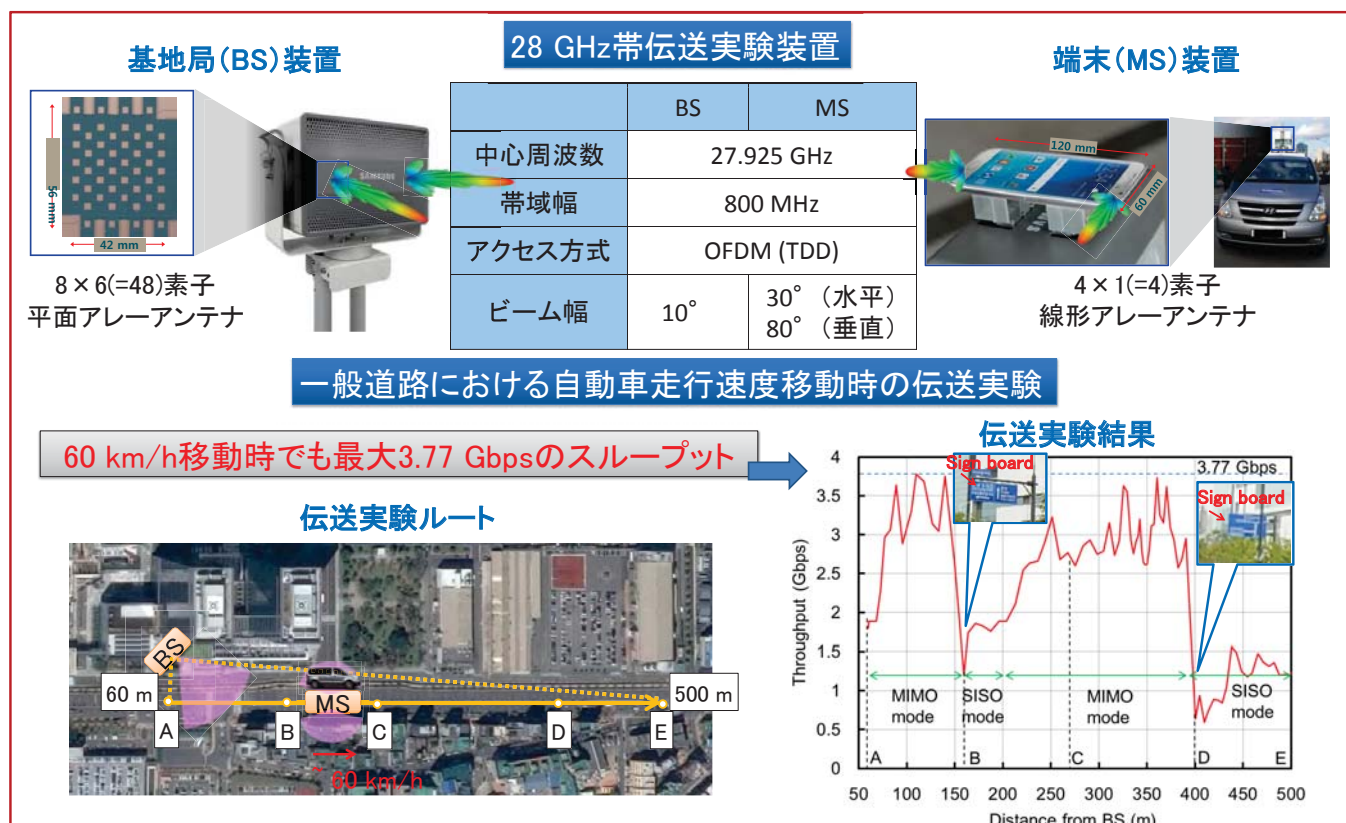 28 GHz帯伝送実験装置
基地局(BS)装置
56 mm
42 mm
SAMSUNG
8×6(=48)素子
平面アレーアンテナ
BS MS
中心周波数 27.925 GHz
帯域幅 800 MHz
アクセス方式 OFDM (TDD)
ビーム幅 10° 30° (水平)
80° (垂直)
端末(MS)装置
120 mm
60 mm
4×1(=4)素子
線形アレーアンテナ
一般道路における自動車走行速度移動時の伝送実験
60 km/h移動時でも最大3.77 Gbpsのスループット
伝送実験ルート
BS
60 m
MS
500 m
A B C D E
~ 60 km/h
伝送実験結果
Throughput (Gbps)
4
3.5
3
2.5
2
1.5
1
0.5
0
3.77 Gbps
Sign board
Sign board
MIMO mode
SISO mode
MIMO mode
SISO mode
A B C D E
50 100 150 200 250 300 350 400 450 500
Distance from BS (m)